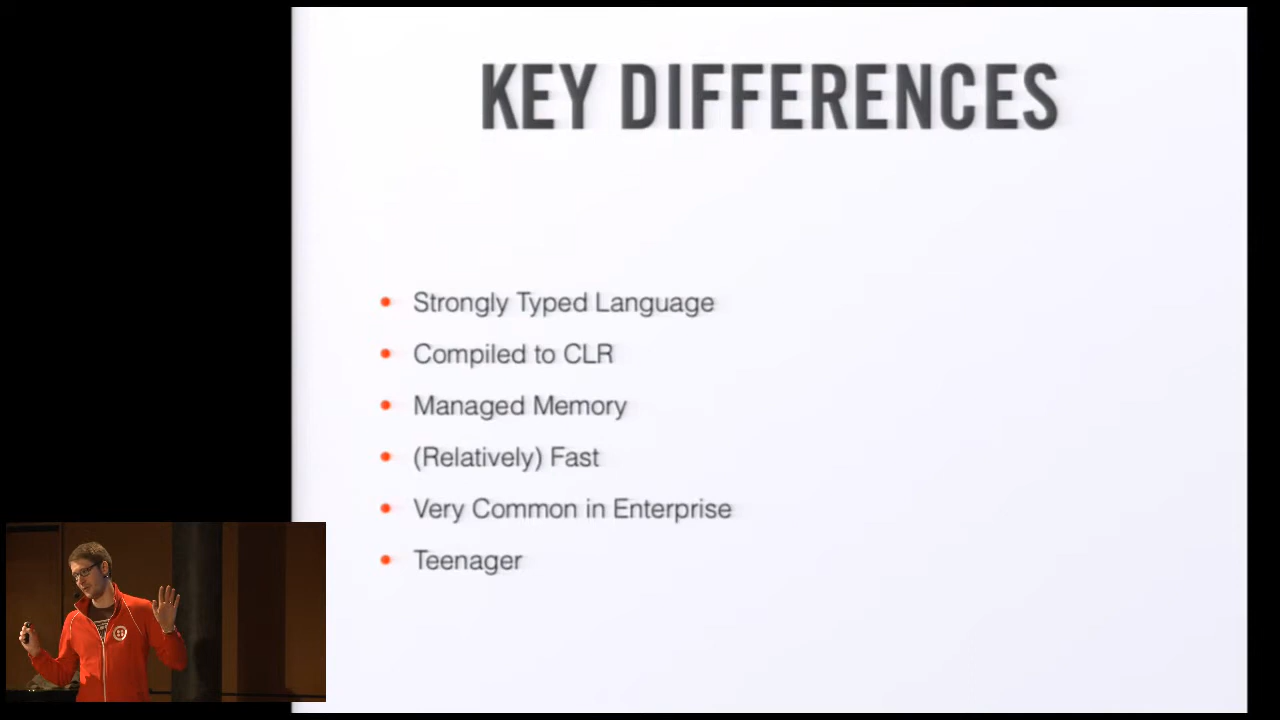 KEY DIFFERENCES
Strongly Typed Language
Compiled to CLR
Managed Memory
(Relatively) Fast
Very Common in Enterprise
Teenager